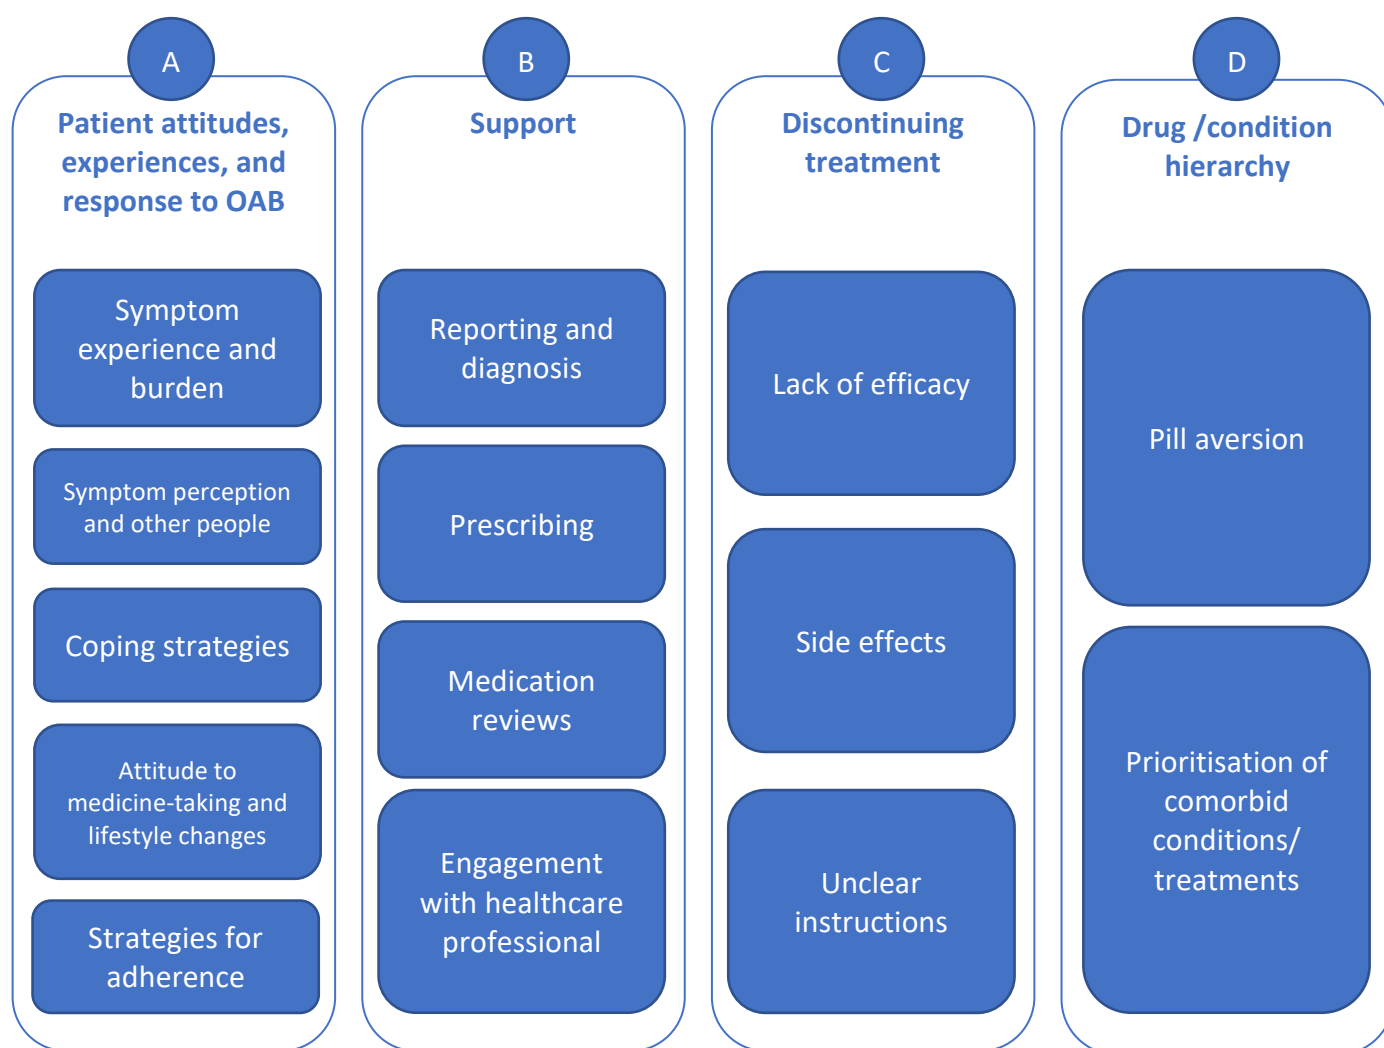 A
Patient attitudes,
experiences, and
response to OAB
Symptom
experience and
burden
Symptom perception
and other people
Coping strategies
Attitude to
medicine-taking and
lifestyle changes
Strategies for
adherence
B
Support
Reporting and
diagnosis
Prescribing
Medication
reviews
Engagement
with healthcare
professional
C
Discontinuing
treatment
Lack of efficacy
Side effects
Unclear
instructions
D
Drug /condition
hierarchy
Pill aversion
Prioritisation of
comorbid
conditions/
treatments